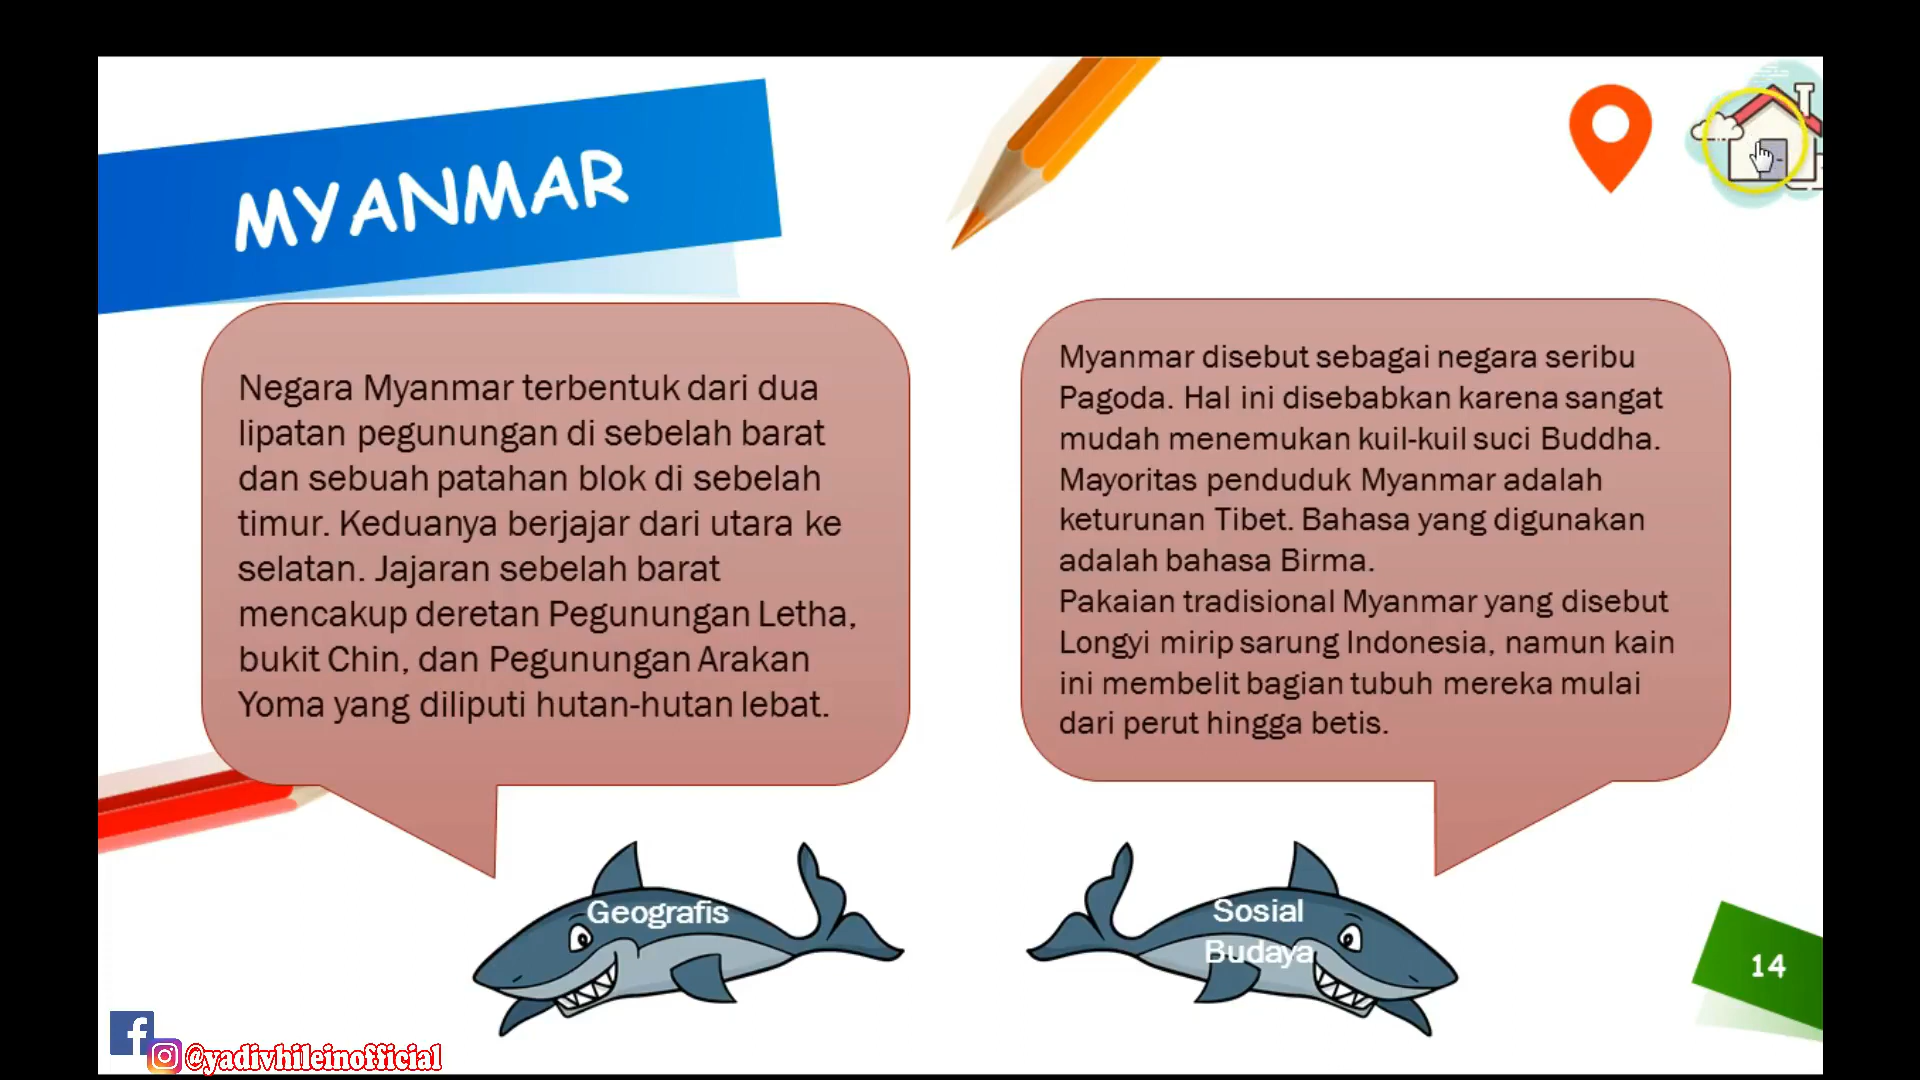 MYANMAR
Negara Myanmar terbentuk dari dua
lipatan pegunungan di sebelah barat
dan sebuah patahan blok di sebelah
timur. Keduanya berjajar dari utara ke
selatan. Jajaran sebelah barat
mencakup deretan Pegunungan Letha,
bukit Chin, dan Pegunungan Arakan
Yoma yang diliputi hutan-hutan lebat.
Myanmar disebut sebagai negara seribu
Pagoda. Hal ini disebabkan karena sangat
mudah menemukan kuil-kuil suci Buddha.
Mayoritas penduduk Myanmar adalah
keturunan Tibet. Bahasa yang digunakan
adalah bahasa Birma.
Pakaian tradisional Myanmar yang disebut
Longyi mirip sarung Indonesia, namun kain
ini membelit bagian tubuh mereka mulai
dari perut hingga betis.
Geografis
Sosial
Budaya
14
@yadivhileinofficial